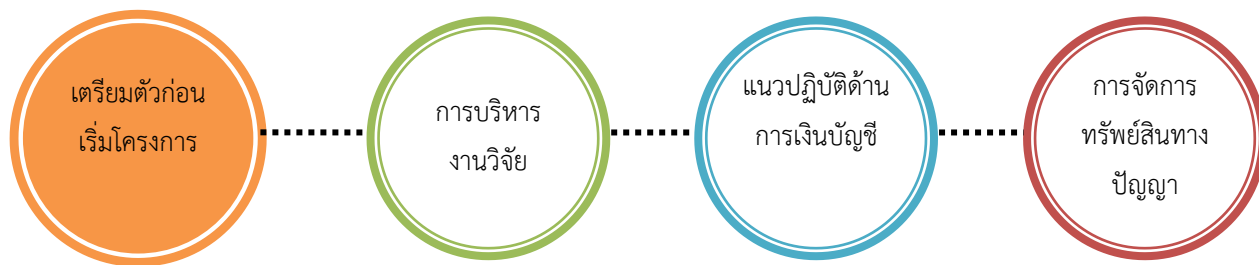 เตรียมตัวก่อน
เริ่มโครงการ
การบริหาร
งานวิจัย
แนวปฏิบัติด้าน
การเงินบัญชี
การจัดการ
ทรัพย์สินทาง
ปัญญา